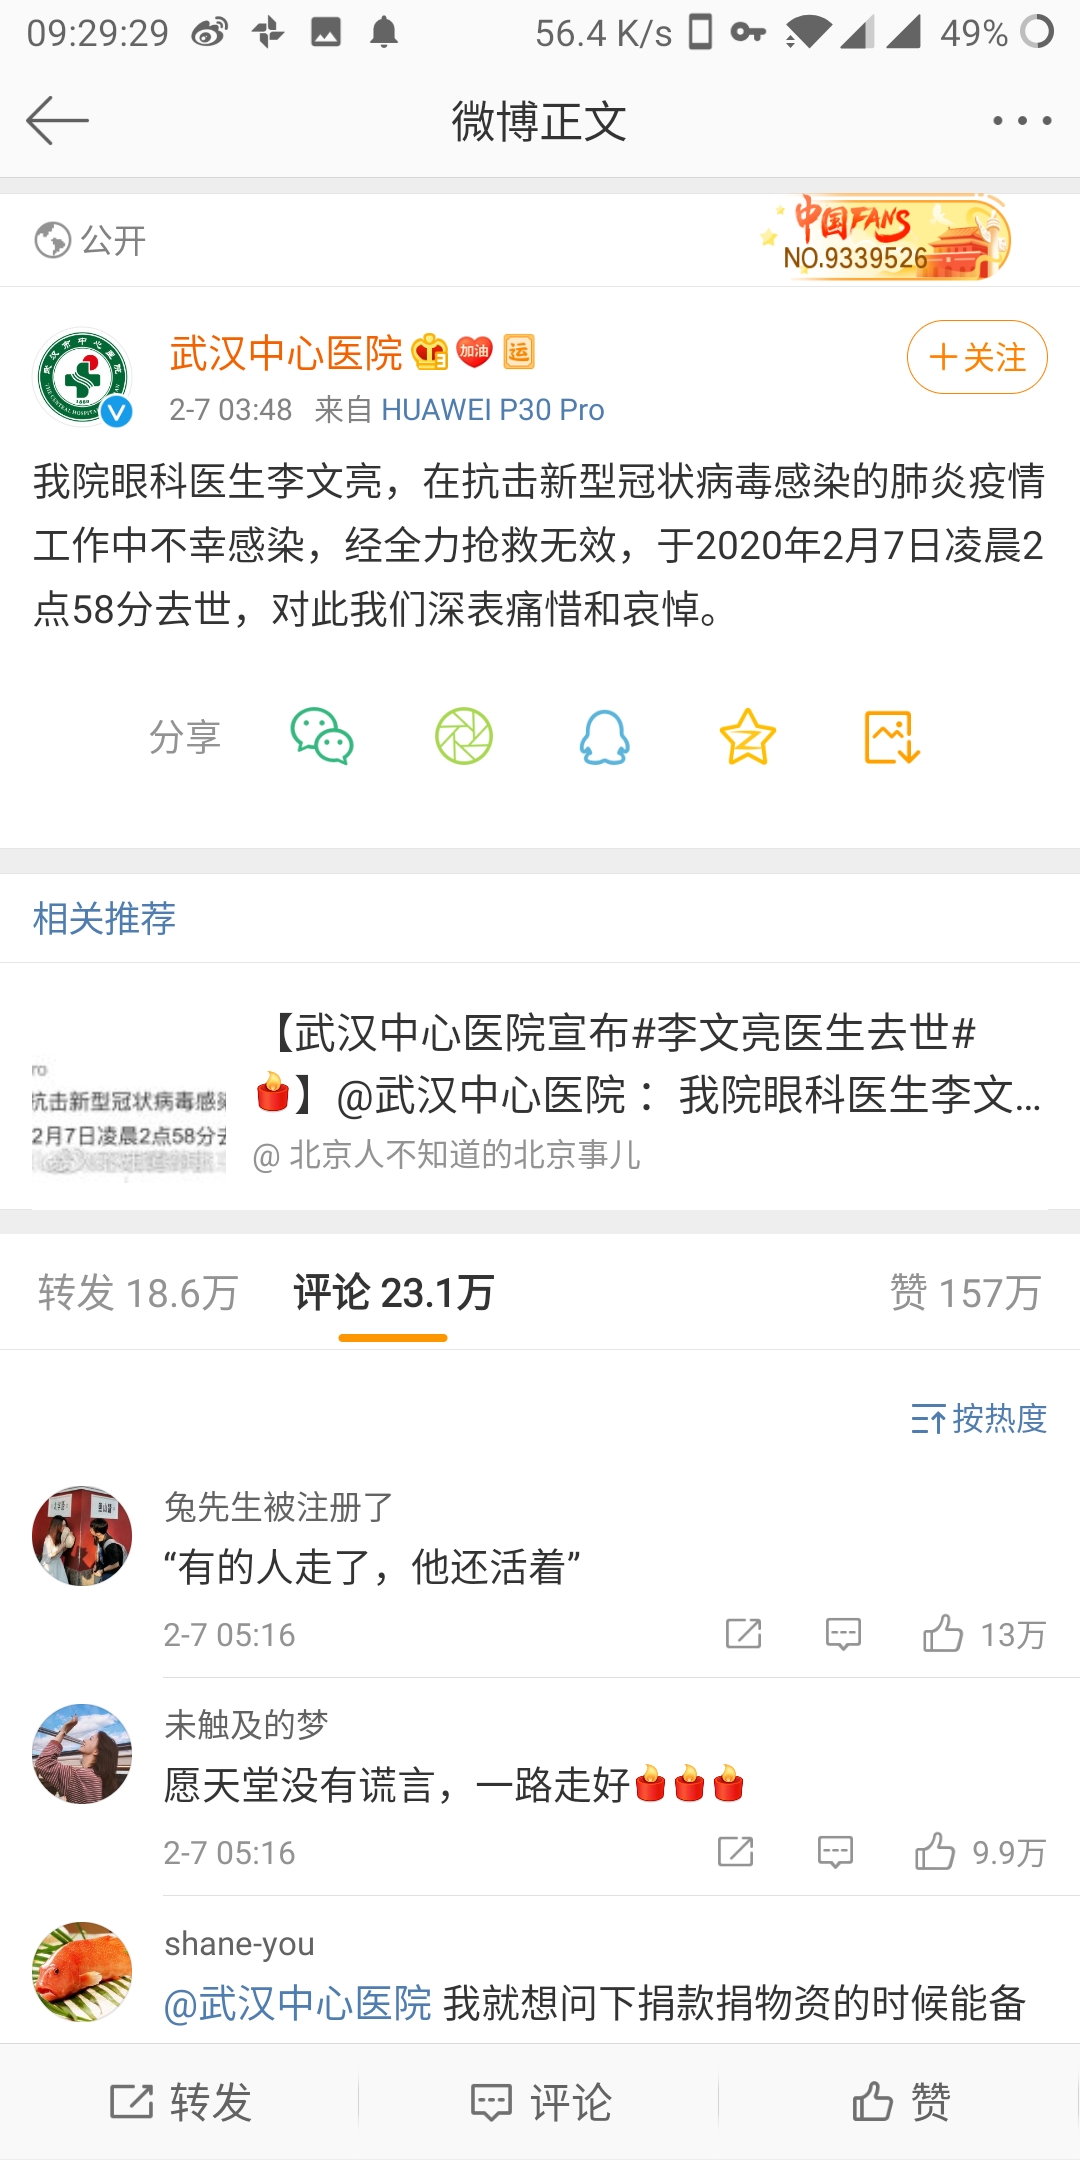 09:29:29 56.4 K/s 49%
微博正文
公开
中国FANS
NO.9339526
武汉中心医院 加油 运
+关注
2-7 03:48 来自 HUAWEI P30 Pro
我院眼科医生李文亮，在抗击新型冠状病毒感染的肺炎疫情
工作中不幸感染，经全力抢救无效，于2020年2月7日凌晨2
点58分去世，对此我们深表痛惜和哀悼。
分享
相关推荐
【武汉中心医院宣布#李文亮医生去世#
🕯】@武汉中心医院： 我院眼科医生李文...
ro
抗击新型冠状病毒感
2月7日凌晨2点58分去
@ 北京人不知道的北京事儿
转发 18.6万 评论 23.1万 赞 157万
按热度
兔先生被注册了
“有的人走了，他还活着”
2-7 05:16 13万
未触及的梦
愿天堂没有谎言，一路走好🕯🕯🕯
2-7 05:16 9.9万
shane-you
@武汉中心医院 我就想问下捐款捐物资的时候能备
转发 评论 赞